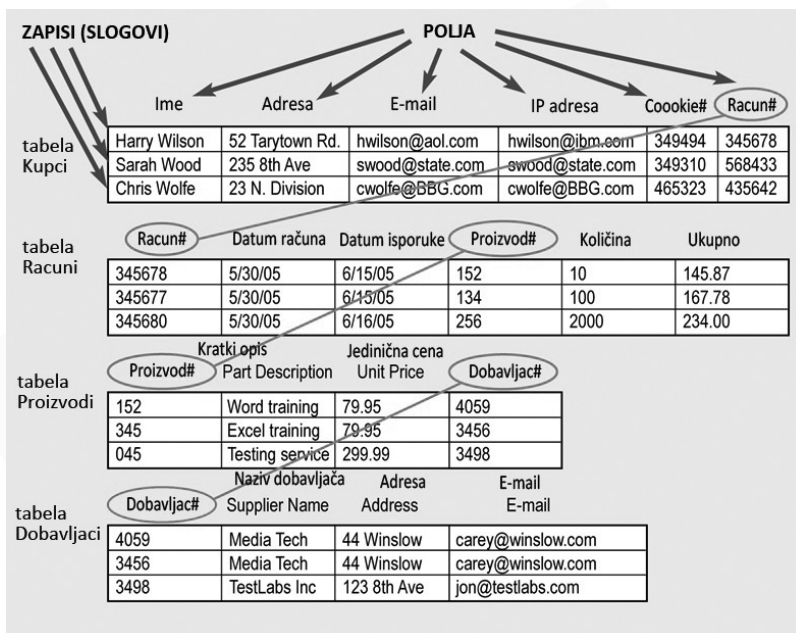 ZAPISI (SLOGOVI) POLJA
Ime Adresa E-mail IP adresa Coookie# Racun#
tabela Kupci
Harry Wilson 52 Tarytown Rd. hwilson@aol.com hwilson@ibm.com 349494 345678
Sarah Wood 235 8th Ave swood@state.com swood@state.com 349310 568433
Chris Wolfe 23 N. Division cwolfe@BBG.com cwolfe@BBG.com 465323 435642
tabela Racuni
Racun# Datum računa Datum isporuke Proizvod# Količina Ukupno
345678 5/30/05 6/15/05 152 10 145.87
345677 5/30/05 6/15/05 134 100 167.78
345680 5/30/05 6/16/05 256 2000 234.00
Kratki opis Jedinična cena
tabela Proizvodi
Proizvod# Part Description Unit Price Dobavljac#
152 Word training 79.95 4059
345 Excel training 79.95 3456
045 Testing service 299.99 3498
Naziv dobavljača Adresa E-mail
tabela Dobavljaci
Dobavljac# Supplier Name Address E-mail
4059 Media Tech 44 Winslow carey@winslow.com
3456 Media Tech 44 Winslow carey@winslow.com
3498 TestLabs Inc 123 8th Ave jon@testlabs.com